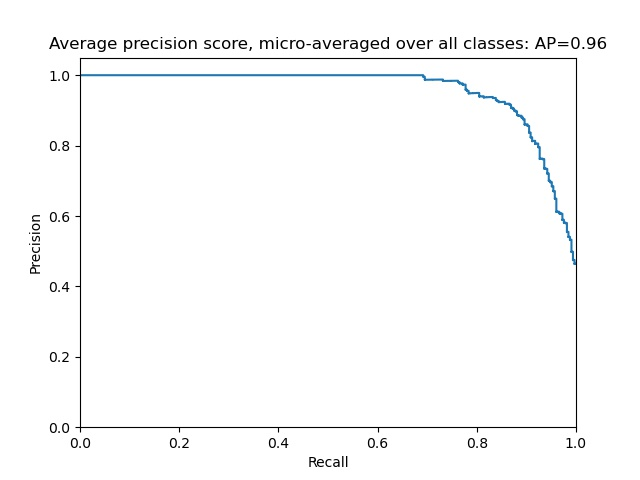 Average precision score, micro-averaged over all classes: AP=0.96
1.0
0.8
0.6
0.4
0.2
0.0
Precision
0.0 0.2 0.4 0.6 0.8 1.0
Recall